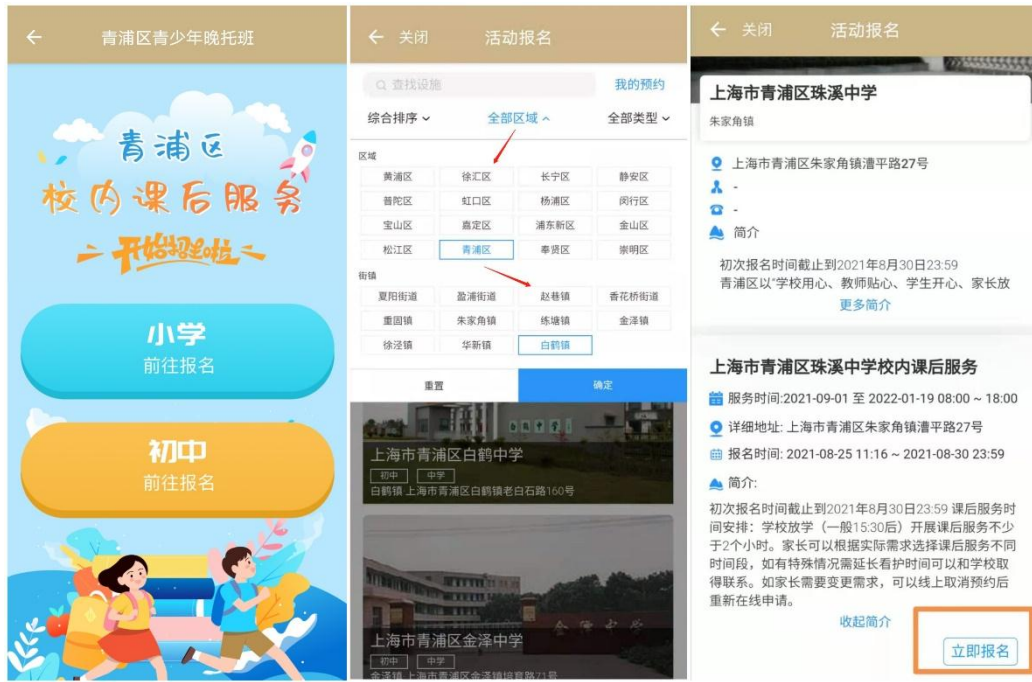 青浦区青少年晚托班
青浦区
校内课后服务
开始招生啦
小学
前往报名
初中
前往报名
关闭 活动报名
查找设施 我的预约
综合排序 全部区域 全部类型
区域
黄浦区 徐汇区 长宁区 静安区
普陀区 虹口区 杨浦区 闵行区
宝山区 嘉定区 浦东新区 金山区
松江区 青浦区 奉贤区 崇明区
街镇
夏阳街道 盈浦街道 赵巷镇 香花桥街道
重固镇 朱家角镇 练塘镇 金泽镇
徐泾镇 华新镇 白鹤镇
重置 确定
上海市青浦区白鹤中学
初中 中学
白鹤镇 上海市青浦区白鹤镇老白石路160号
上海市青浦区金泽中学
初中 中学
金泽镇 上海市青浦区金泽镇培育路71号
关闭 活动报名
上海市青浦区珠溪中学
朱家角镇
上海市青浦区朱家角镇漕平路27号
-
-
简介
初次报名时间截止到2021年8月30日23:59
青浦区以“学校用心、教师贴心、学生开心、家长放
更多简介
上海市青浦区珠溪中学校内课后服务
服务时间:2021-09-01 至 2022-01-19 08:00 ~ 18:00
详细地址: 上海市青浦区朱家角镇漕平路27号
报名时间: 2021-08-25 11:16 ~ 2021-08-30 23:59
简介:
初次报名时间截止到2021年8月30日23:59 课后服务时
间安排：学校放学（一般15:30后）开展课后服务不少
于2个小时。家长可以根据实际需求选择课后服务不同
时间段，如有特殊情况需延长看护时间可以和学校取
得联系。如家长需要变更需求，可以线上取消预约后
重新在线申请。
收起简介
立即报名